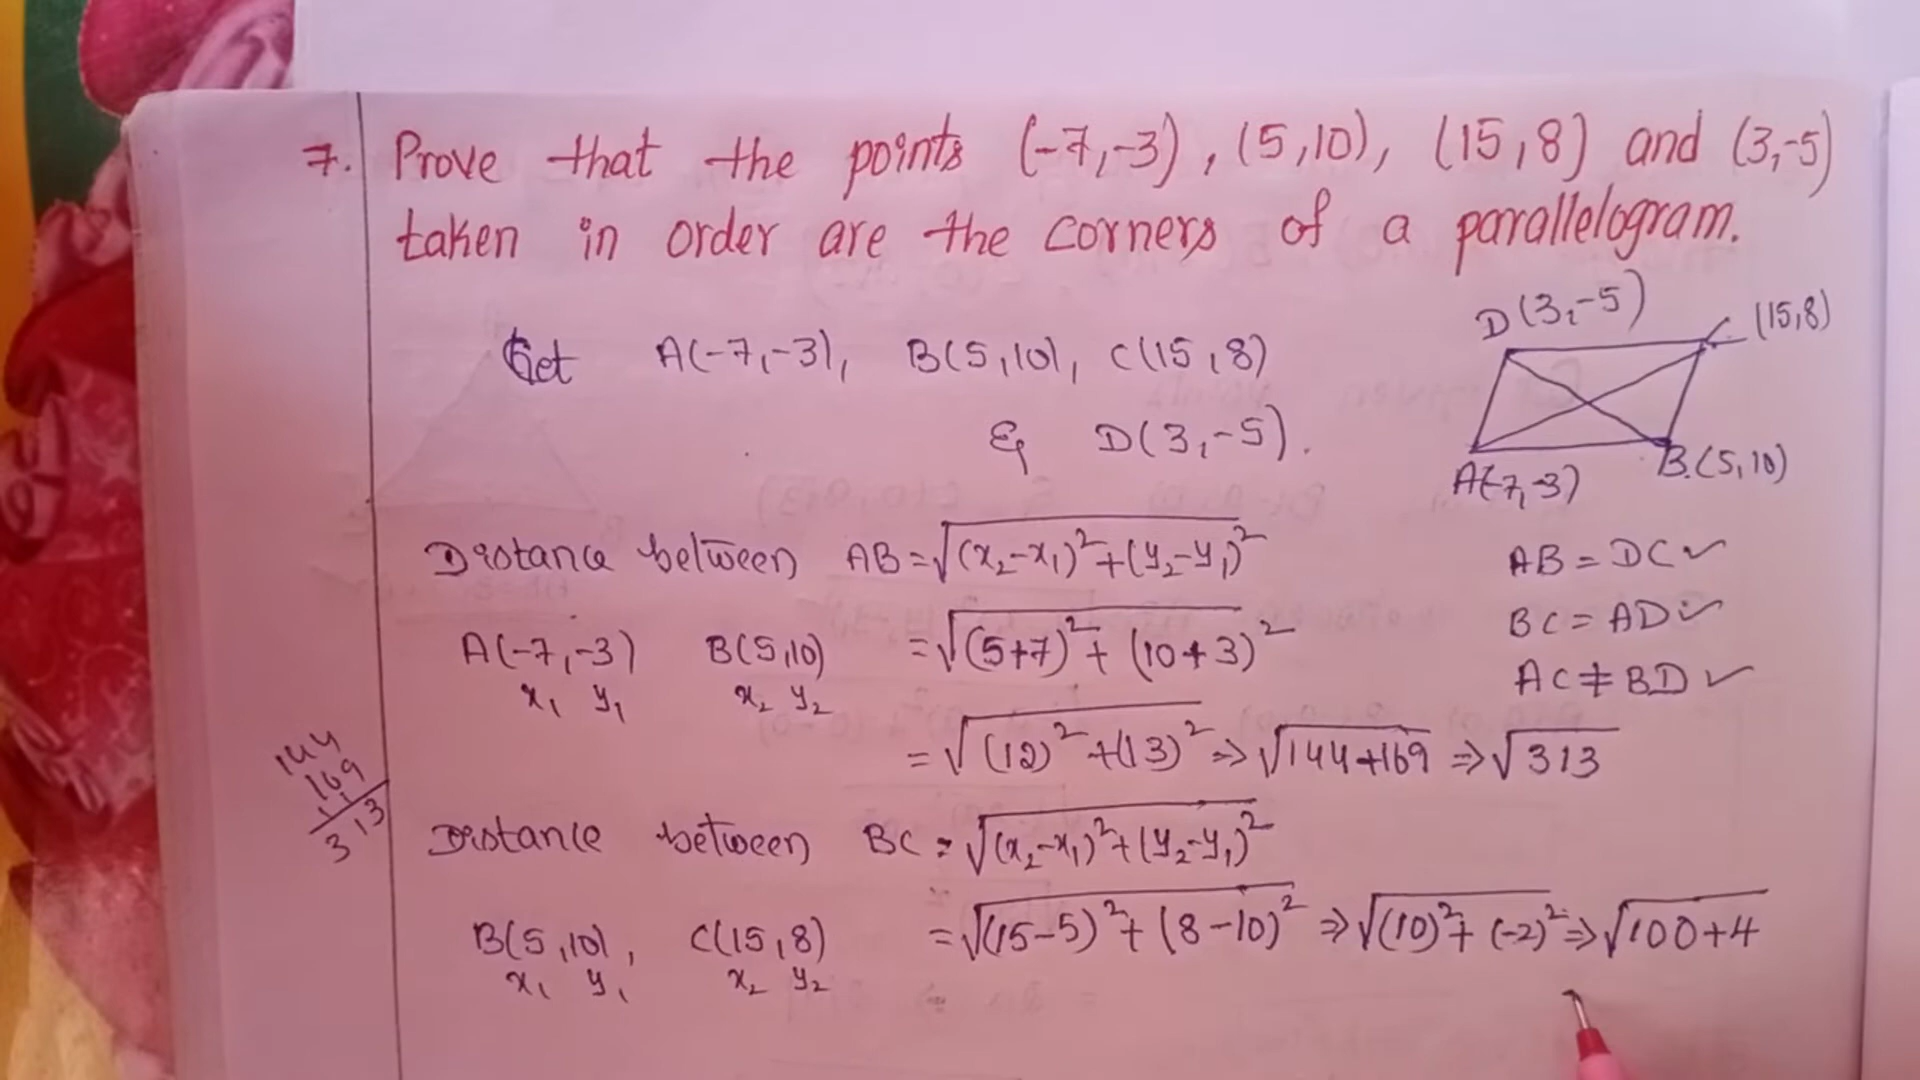 7. Prove that the points (-7,-3), (5,10), (15,8) and (3,-5)
taken in order are the corners of a parallelogram.
Let A(-7,-3), B(5,10), C(15,8)
& D(3,-5).
D(3,-5)
C (15,8)
A(-7,-3)
B.(5,10)
Distance between AB = √(x₂-x₁)²+(y₂-y₁)²
AB = DC ✓
BC = AD ✓
AC ≠ BD ✓
A(-7,-3) B(5,10) = √(5+7)²+(10+3)²
x₁ y₁ x₂ y₂
= √(12)²+(13)² ⇒ √144+169 ⇒ √313
144
169
313
Distance between BC = √(x₂-x₁)²+(y₂-y₁)²
B(5,10), C(15,8) = √(15-5)²+(8-10)² ⇒ √(10)²+(-2)² ⇒ √100+4
x₁ y₁ x₂ y₂